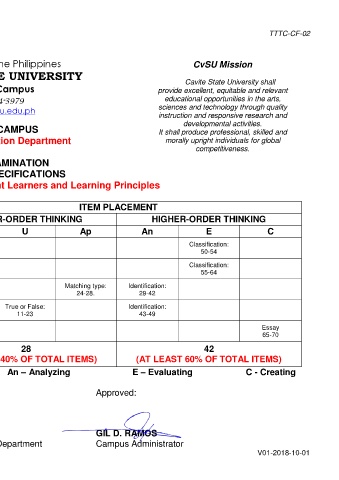 TTTC-CF-02
he Philippines
E UNIVERSITY
Campus
4-3979
u.edu.ph
CAMPUS
ion Department
CvSU Mission
Cavite State University shall
provide excellent, equitable and relevant
educational opportunities in the arts,
sciences and technology through quality
instruction and responsive research and
developmental activities.
It shall produce professional, skilled and
morally upright individuals for global
competitiveness.
AMINATION
PECIFICATIONS
nt Learners and Learning Principles
ITEM PLACEMENT
R-ORDER THINKING HIGHER-ORDER THINKING
U Ap An E C
Classification:
50-54
Classification:
55-64
Matching type:
24-28.
Identification:
29-42
True or False:
11-23
Identification:
43-49
Essay
65-70
28 42
40% OF TOTAL ITEMS) (AT LEAST 60% OF TOTAL ITEMS)
An – Analyzing E – Evaluating C - Creating
Approved:
GIL D. RAMOS
Department Campus Administrator
V01-2018-10-01